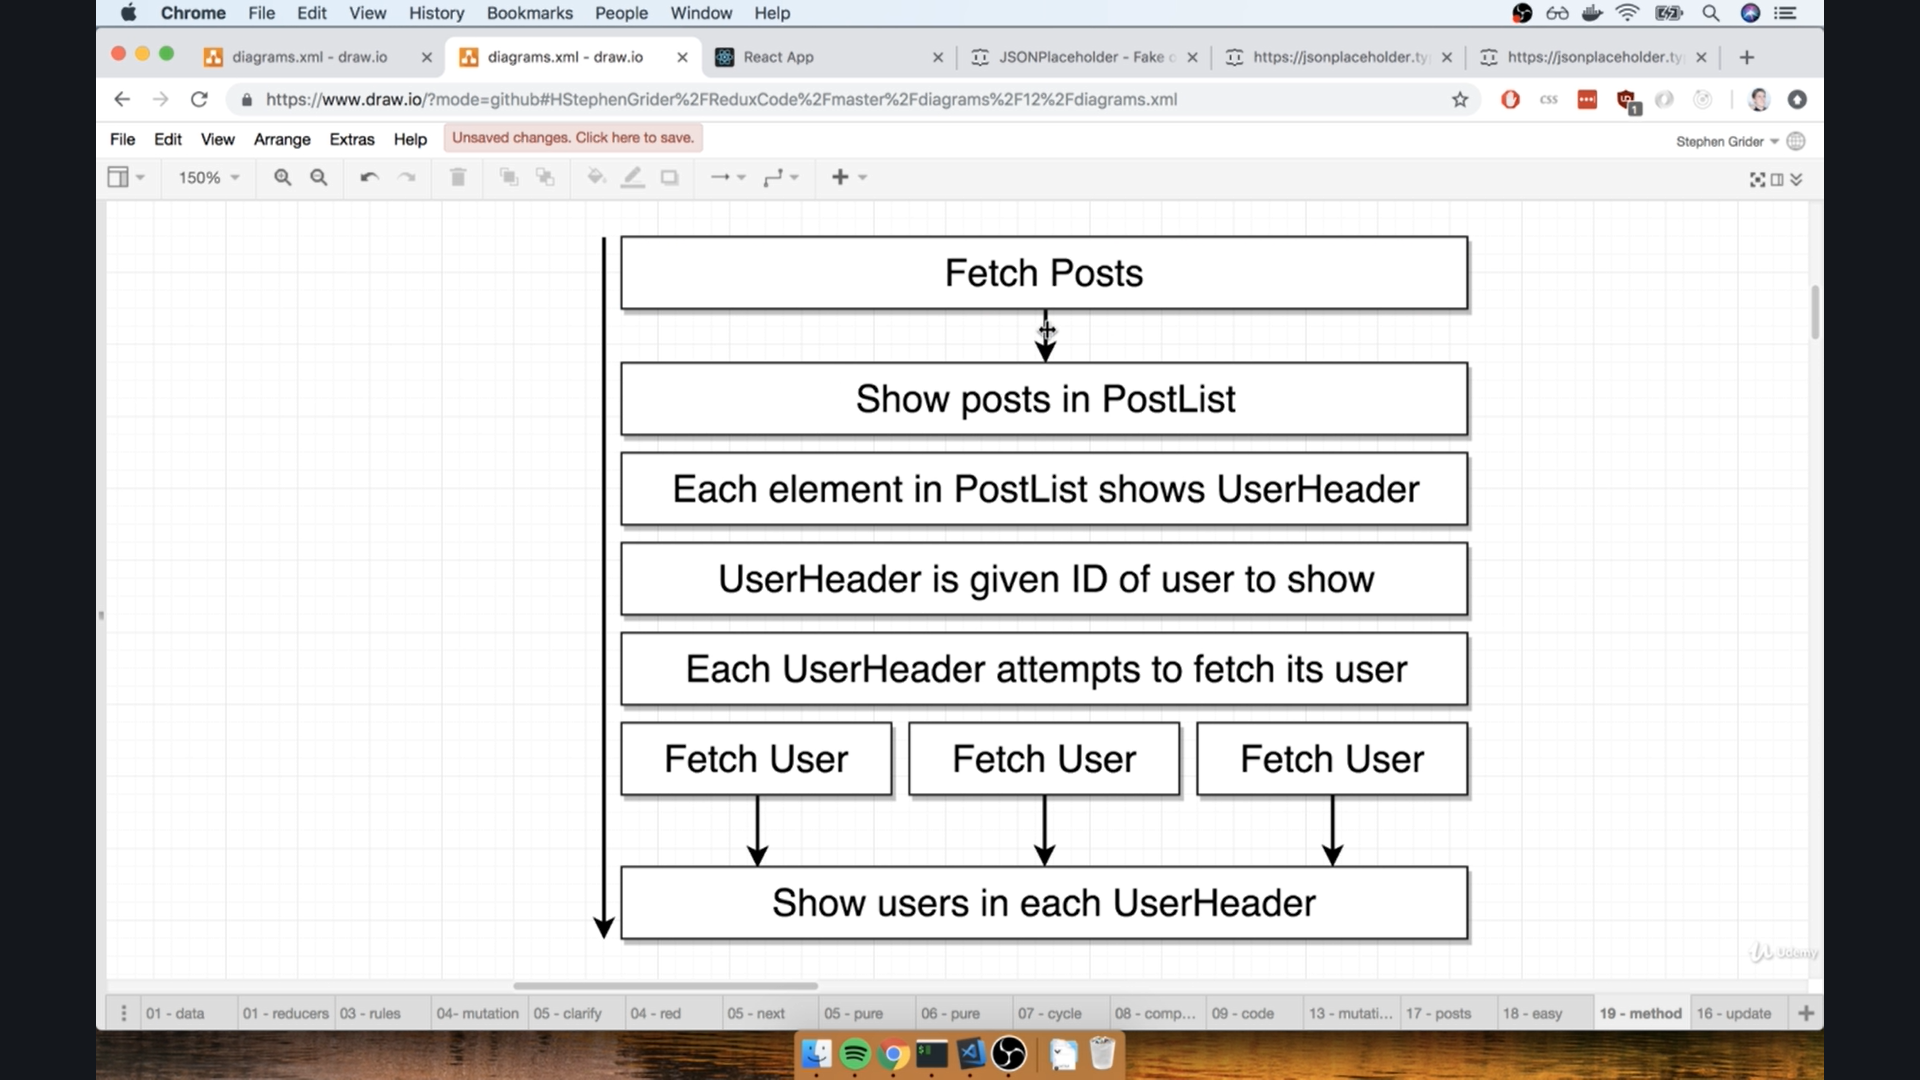 Chrome File Edit View History Bookmarks People Window Help
diagrams.xml - draw.io diagrams.xml - draw.io React App JSONPlaceholder - Fake https://jsonplaceholder.ty https://jsonplaceholder.ty
https://www.draw.io/?mode=github#HStephenGrider%2FReduxCode%2Fmaster%2Fdiagrams%2F12%2Fdiagrams.xml
CSS
1
File Edit View Arrange Extras Help Unsaved changes. Click here to save. Stephen Grider
150%
Fetch Posts
Show posts in PostList
Each element in PostList shows UserHeader
UserHeader is given ID of user to show
Each UserHeader attempts to fetch its user
Fetch User Fetch User Fetch User
Show users in each UserHeader
Udemy
01 - data 01 - reducers 03 - rules 04- mutation 05 - clarify 04 - red 05 - next 05 - pure 06 - pure 07 - cycle 08 - comp... 09 - code 13 - mutati... 17 - posts 18 - easy 19 - method 16 - update